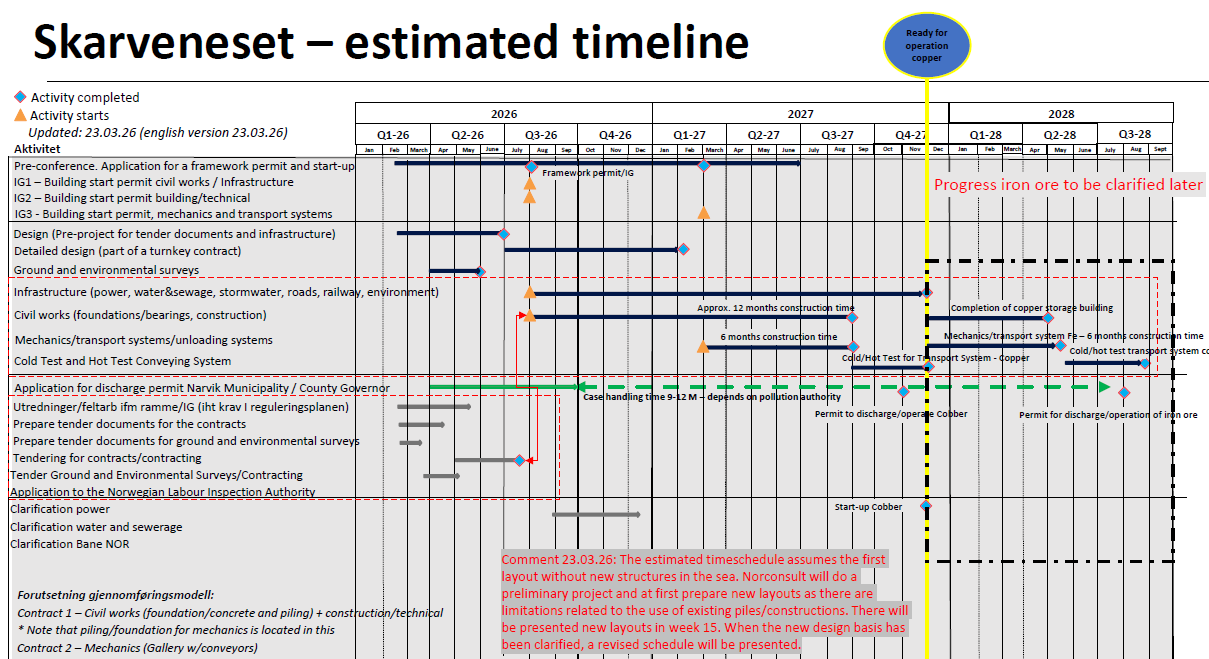 Skarveneset – estimated timeline
Ready for
operation
copper
Activity completed
Activity starts
Updated: 23.03.26 (english version 23.03.26)
2026 2027 2028
Q1-26 Q2-26 Q3-26 Q4-26 Q1-27 Q2-27 Q3-27 Q4-27 Q1-28 Q2-28 Q3-28
Aktivitet
Jan Feb March Apr May June July Aug Sep Oct Nov Dec Jan Feb March Apr May June July Aug Sep Oct Nov Dec Jan Feb March Apr May June July Aug Sept
Pre-conference. Application for a framework permit and start-up
Framework permit/IG
IG1 – Building start permit civil works / Infrastructure
Progress iron ore to be clarified later
IG2 – Building start permit building/technical
IG3 - Building start permit, mechanics and transport systems
Design (Pre-project for tender documents and infrastructure)
Detailed design (part of a turnkey contract)
Ground and environmental surveys
Infrastructure (power, water&sewage, stormwater, roads, railway, environment)
Approx. 12 months construction time
Completion of copper storage building
Civil works (foundations/bearings, construction)
6 months construction time
Mechanics/transport system Fe – 6 months construction time
Mechanics/transport systems/unloading systems
Cold/Hot Test for Transport System - Copper
Cold/hot test transport system co
Cold Test and Hot Test Conveying System
Application for discharge permit Narvik Municipality / County Governor
Case handling time 9-12 M – depends on pollution authority
Permit to discharge/operate Cobber
Permit for discharge/operation of iron ore
Utredninger/feltarb ifm ramme/IG (iht krav I reguleringsplanen)
Prepare tender documents for the contracts
Prepare tender documents for ground and environmental surveys
Tendering for contracts/contracting
Tender Ground and Environmental Surveys/Contracting
Application to the Norwegian Labour Inspection Authority
Clarification power
Start-up Cobber
Clarification water and sewerage
Clarification Bane NOR
Comment 23.03.26: The estimated timeschedule assumes the first
layout without new structures in the sea. Norconsult will do a
preliminary project and at first prepare new layouts as there are
limitations related to the use of existing piles/constructions. There will
be presented new layouts in week 15. When the new design basis has
been clarified, a revised schedule will be presented.
Forutsetning gjennomføringsmodell:
Contract 1 – Civil works (foundation/concrete and piling) + construction/technical
* Note that piling/foundation for mechanics is located in this
Contract 2 – Mechanics (Gallery w/conveyors)